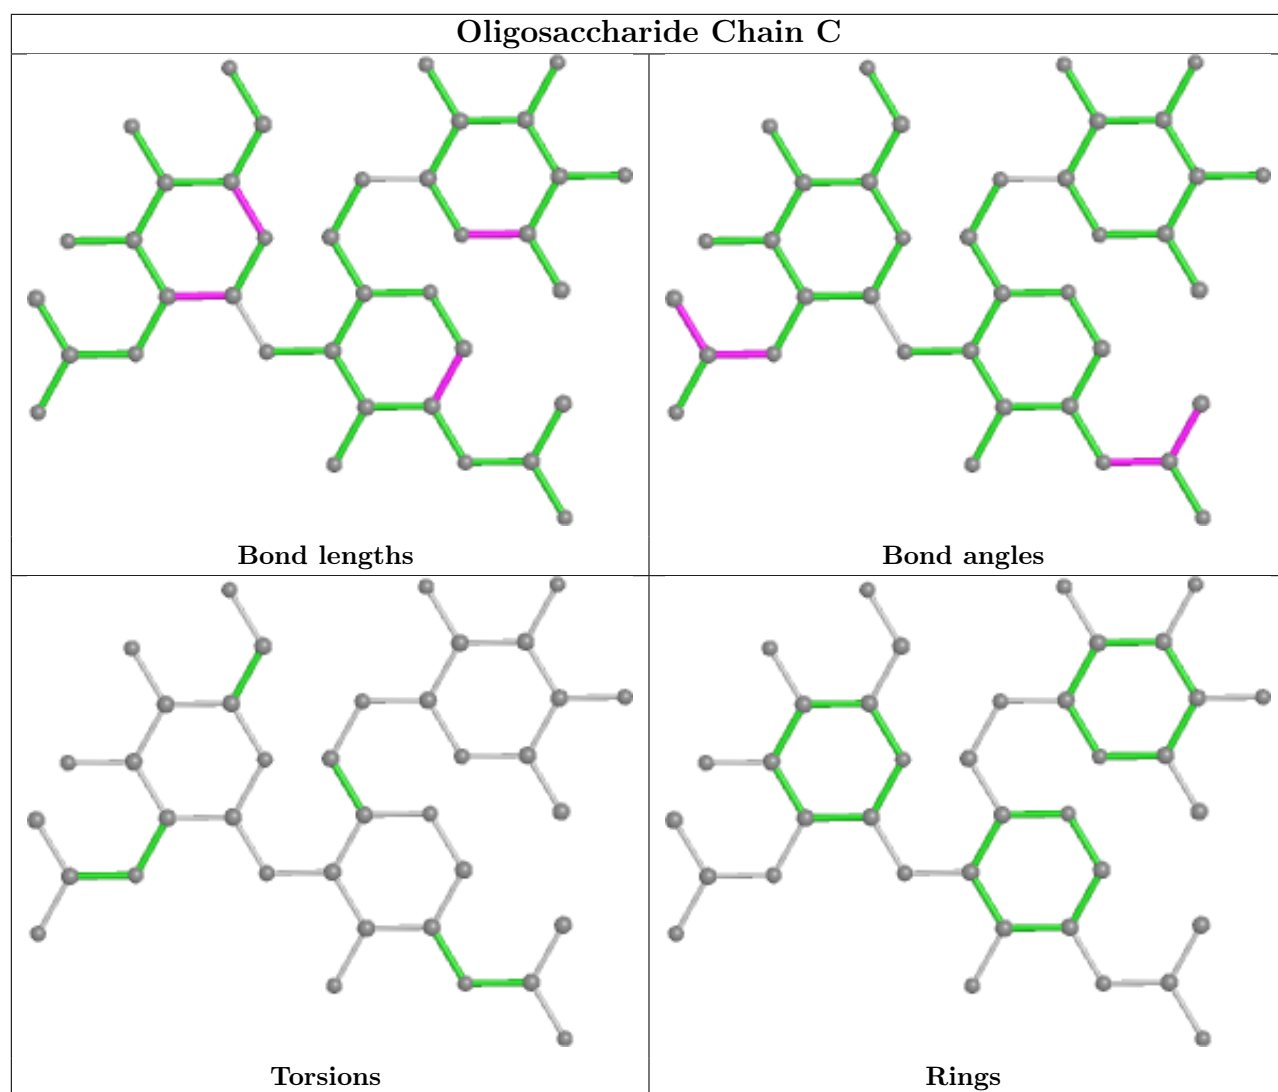 Oligosaccharide Chain C
Bond lengths
Bond angles
Torsions
Rings